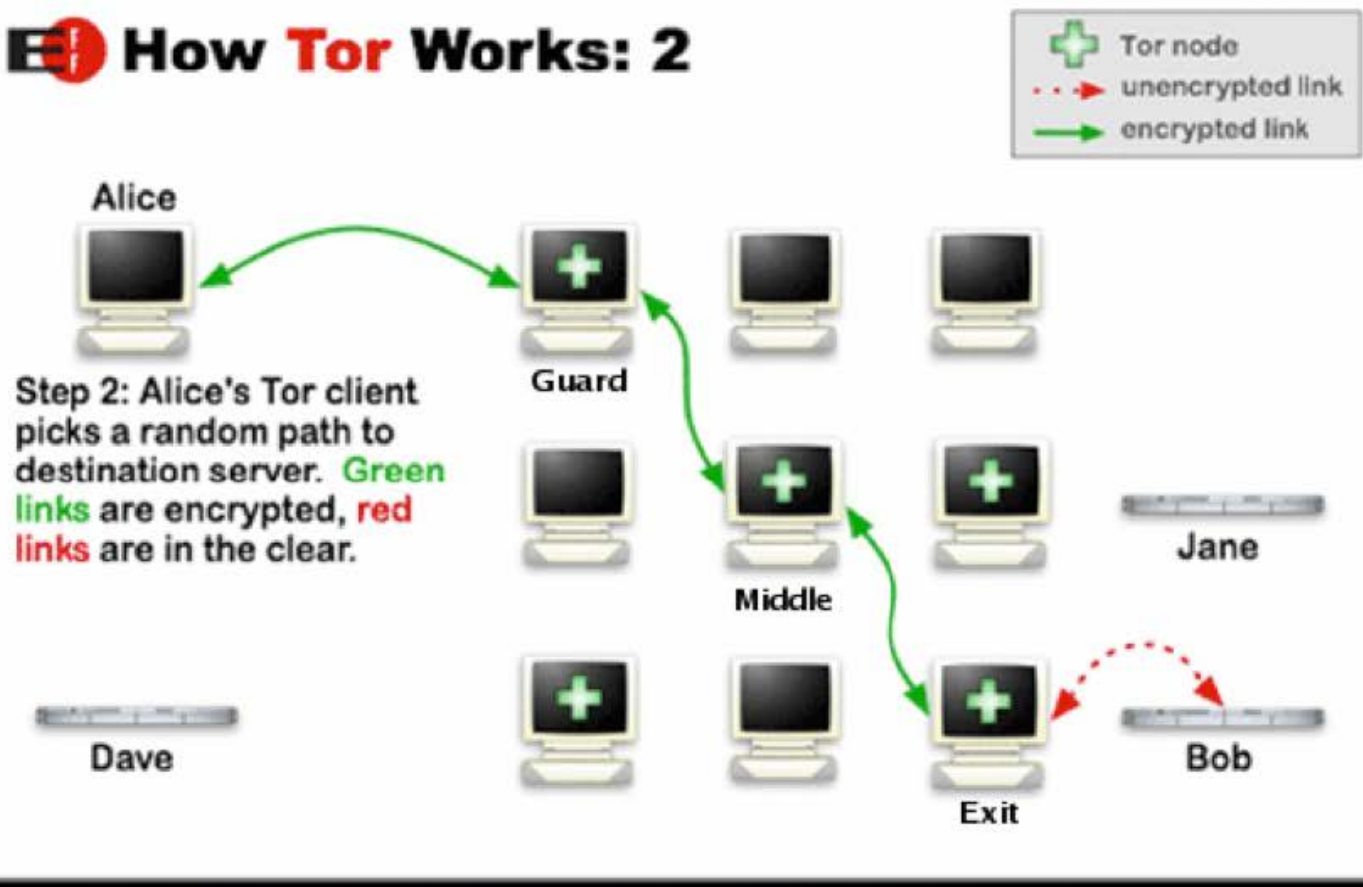 EFF How Tor Works: 2
Tor node
unencrypted link
encrypted link
Alice
Guard
Step 2: Alice's Tor client
picks a random path to
destination server. Green
links are encrypted, red
links are in the clear.
Jane
Middle
Dave
Bob
Exit